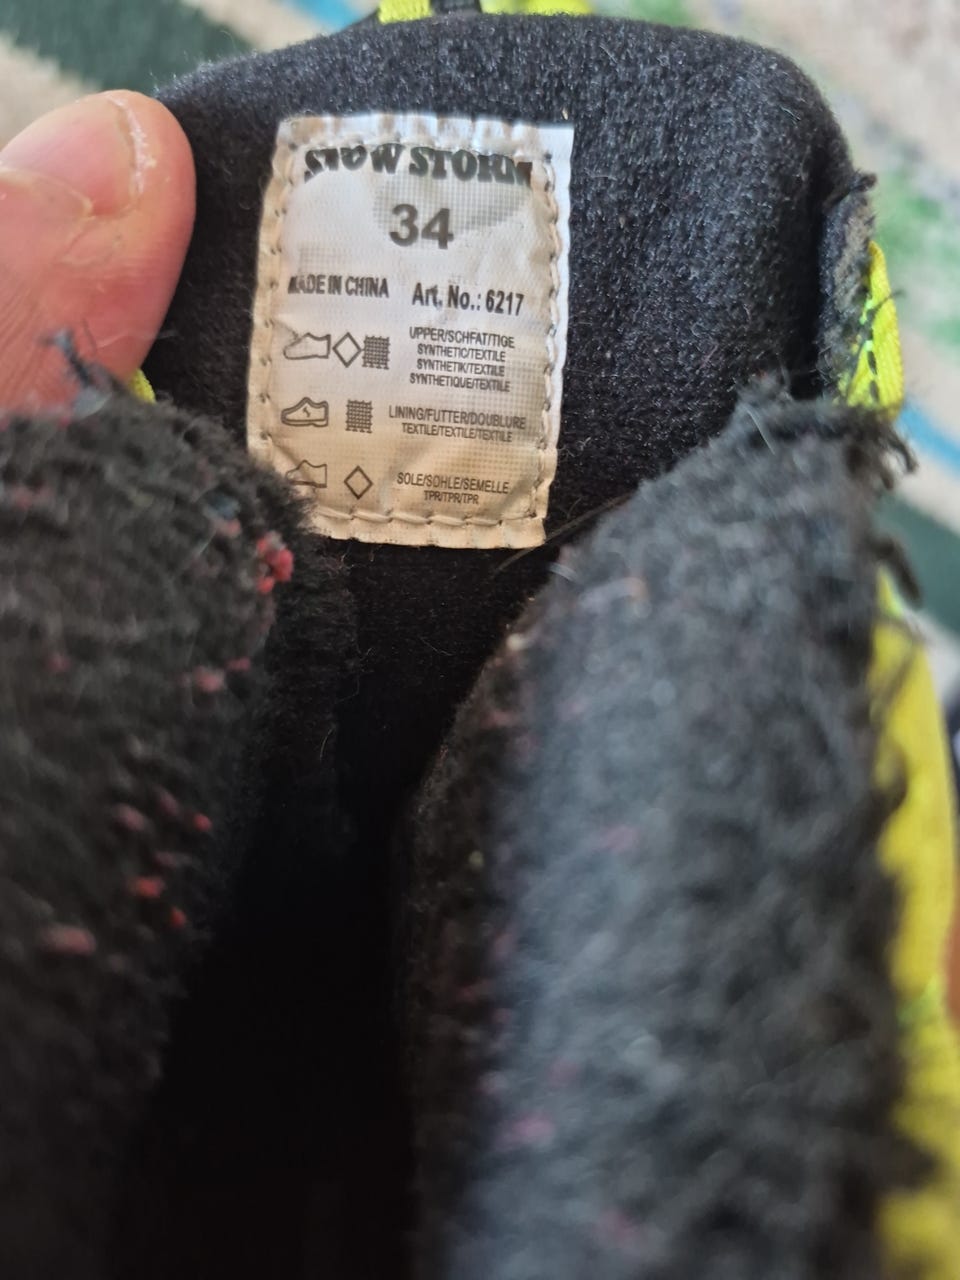 SNOW STORM
34
MADE IN CHINA Art. No.: 6217
UPPER/SCHFAT/TIGE
SYNTHETIC/TEXTILE
SYNTHETIK/TEXTILE
SYNTHETIQUE/TEXTILE
LINING/FUTTER/DOUBLURE
TEXTILE/TEXTILE/TEXTILE
SOLE/SOHLE/SEMELLE
TPR/TPR/TPR